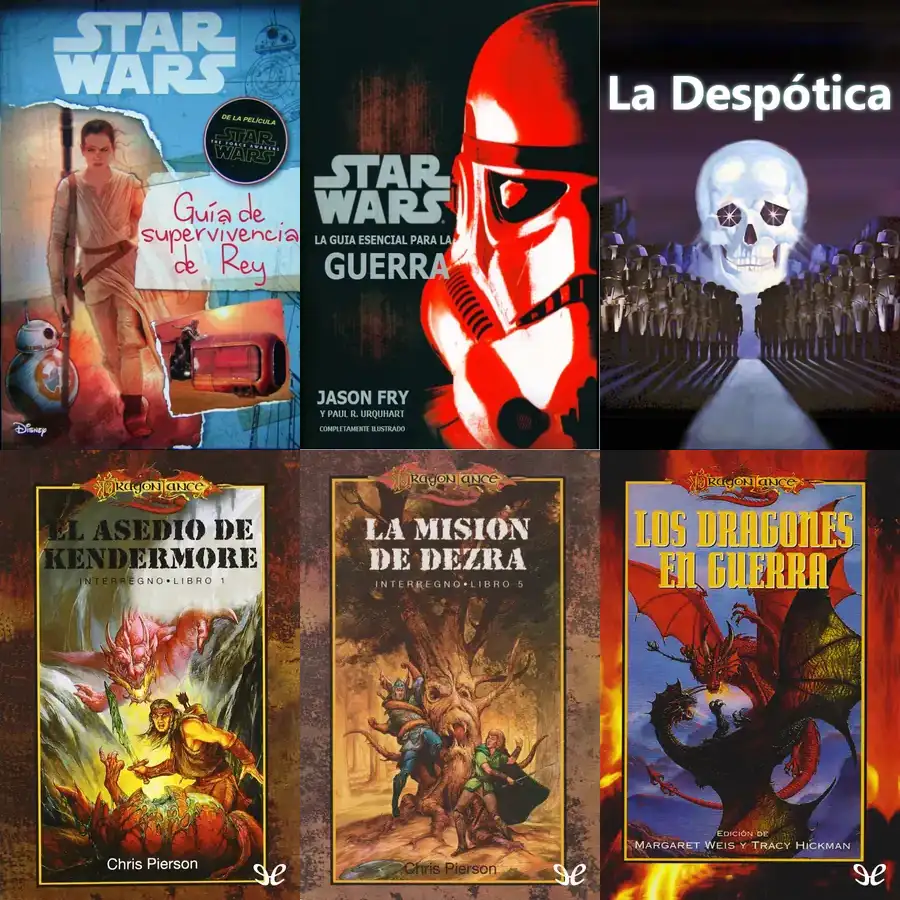 STAR
WARS
DE LA PELÍCULA
STAR
THE FORCE AWAKENS
WARS
Guía de
supervivencia
de Rey
Disney
STAR
WARS
LA GUIA ESENCIAL PARA LA
GUERRA
JASON FRY
Y PAUL R. URQUHART
COMPLETAMENTE ILUSTRADO
La Despótica
DRAGONLANCE
EL ASEDIO DE
KENDERMORE
INTERREGNO•LIBRO 1
Chris Pierson
DRAGONLANCE
LA MISION
DE DEZRA
INTERREGNO•LIBRO 5
Chris Pierson
DRAGONLANCE
LOS DRAGONES
EN GUERRA
EDICIÓN DE
MARGARET WEIS Y TRACY HICKMAN